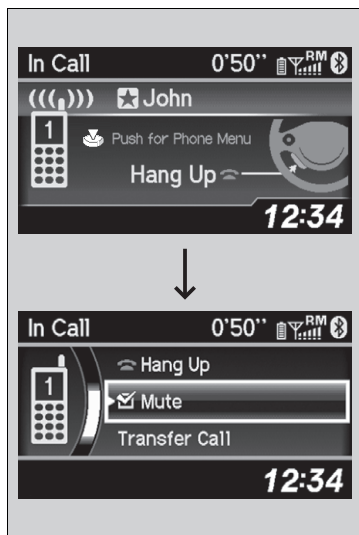 In Call 0'50'' RM
John
1 Push for Phone Menu
Hang Up
12:34
In Call 0'50'' RM
Hang Up
1 Mute
Transfer Call
12:34